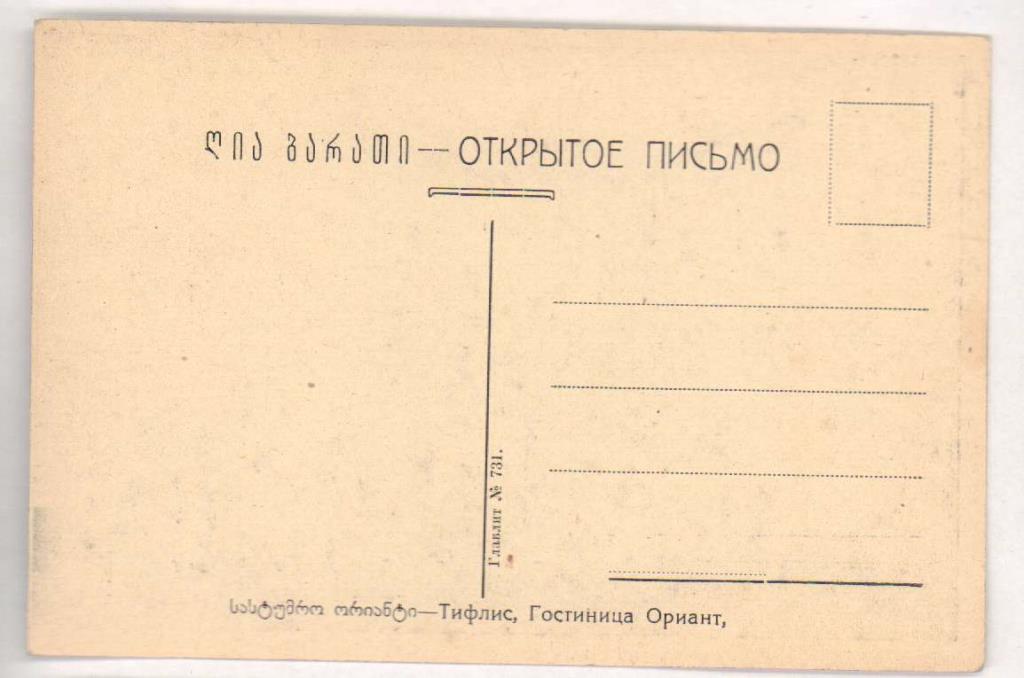 ღია ბარათი — ОТКРЫТОЕ ПИСЬМО
Главлит № 731.
სასტუმრო ორიანტი—Тифлис, Гостиница Ориант,